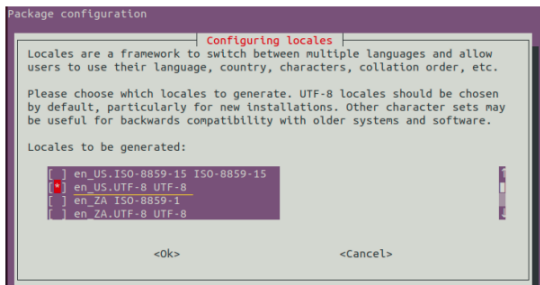 Package configuration
Configuring locales
Locales are a framework to switch between multiple languages and allow
users to use their language, country, characters, collation order, etc.
Please choose which locales to generate. UTF-8 locales should be chosen
by default, particularly for new installations. Other character sets may
be useful for backwards compatibility with older systems and software.
Locales to be generated:
[ ] en_US.ISO-8859-15 ISO-8859-15
[*] en_US.UTF-8 UTF-8
[ ] en_ZA ISO-8859-1
[ ] en_ZA.UTF-8 UTF-8
<Ok> <Cancel>